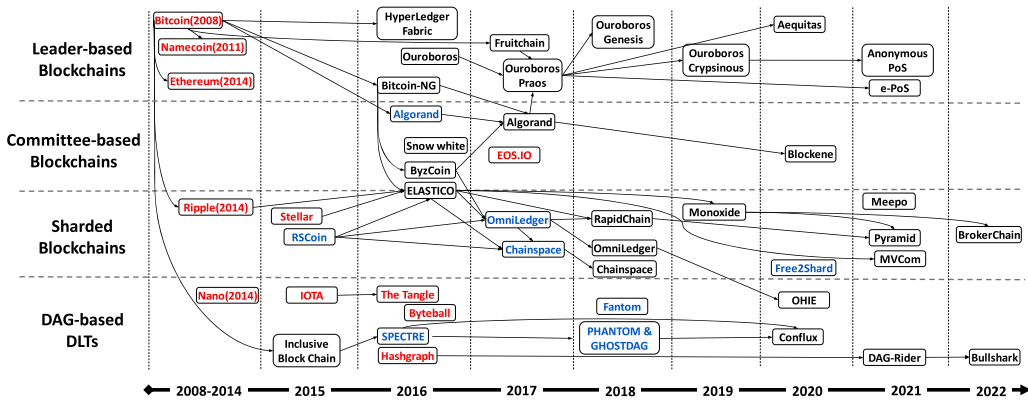 Leader-based
Blockchains
Bitcoin(2008)
Namecoin(2011)
Ethereum(2014)
HyperLedger
Fabric
Ouroboros
Bitcoin-NG
Fruitchain
Ouroboros
Praos
Ouroboros
Genesis
Ouroboros
Crypsinous
Aequitas
Anonymous
PoS
e-PoS
Committee-based
Blockchains
Algorand
Snow white
ByzCoin
Algorand
EOS.IO
Blockene
Sharded
Blockchains
Ripple(2014)
Stellar
RSCoin
ELASTICO
OmniLedger
Chainspace
RapidChain
OmniLedger
Chainspace
Monoxide
Free2Shard
Meepo
Pyramid
MVCom
BrokerChain
DAG-based
DLTs
Nano(2014)
IOTA
Inclusive
Block Chain
The Tangle
Byteball
SPECTRE
Hashgraph
Fantom
PHANTOM &
GHOSTDAG
OHIE
Conflux
DAG-Rider
Bullshark
2008-2014
2015
2016
2017
2018
2019
2020
2021
2022